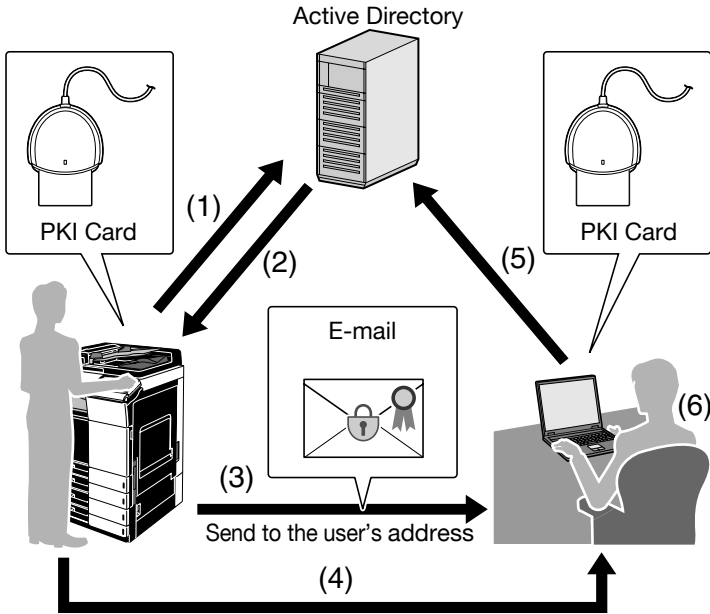 Active Directory
PKI Card
PKI Card
(1)
(2)
(5)
E-mail
(6)
(3)
Send to the user's address
(4)